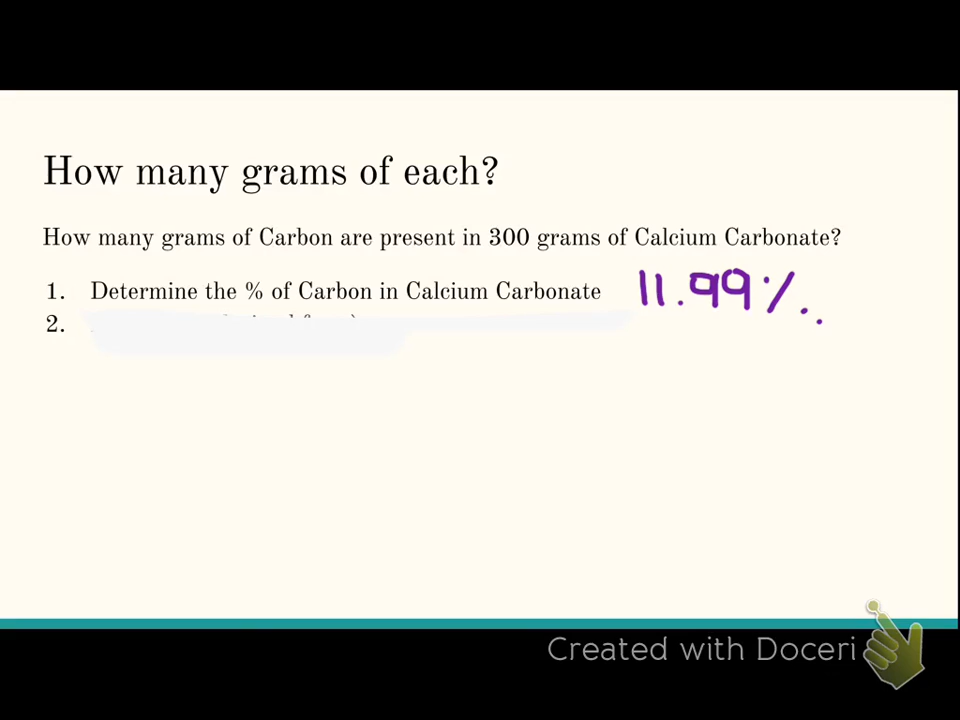 How many grams of each?
How many grams of Carbon are present in 300 grams of Calcium Carbonate?
1. Determine the % of Carbon in Calcium Carbonate 11.99%
2.
Created with Doceri